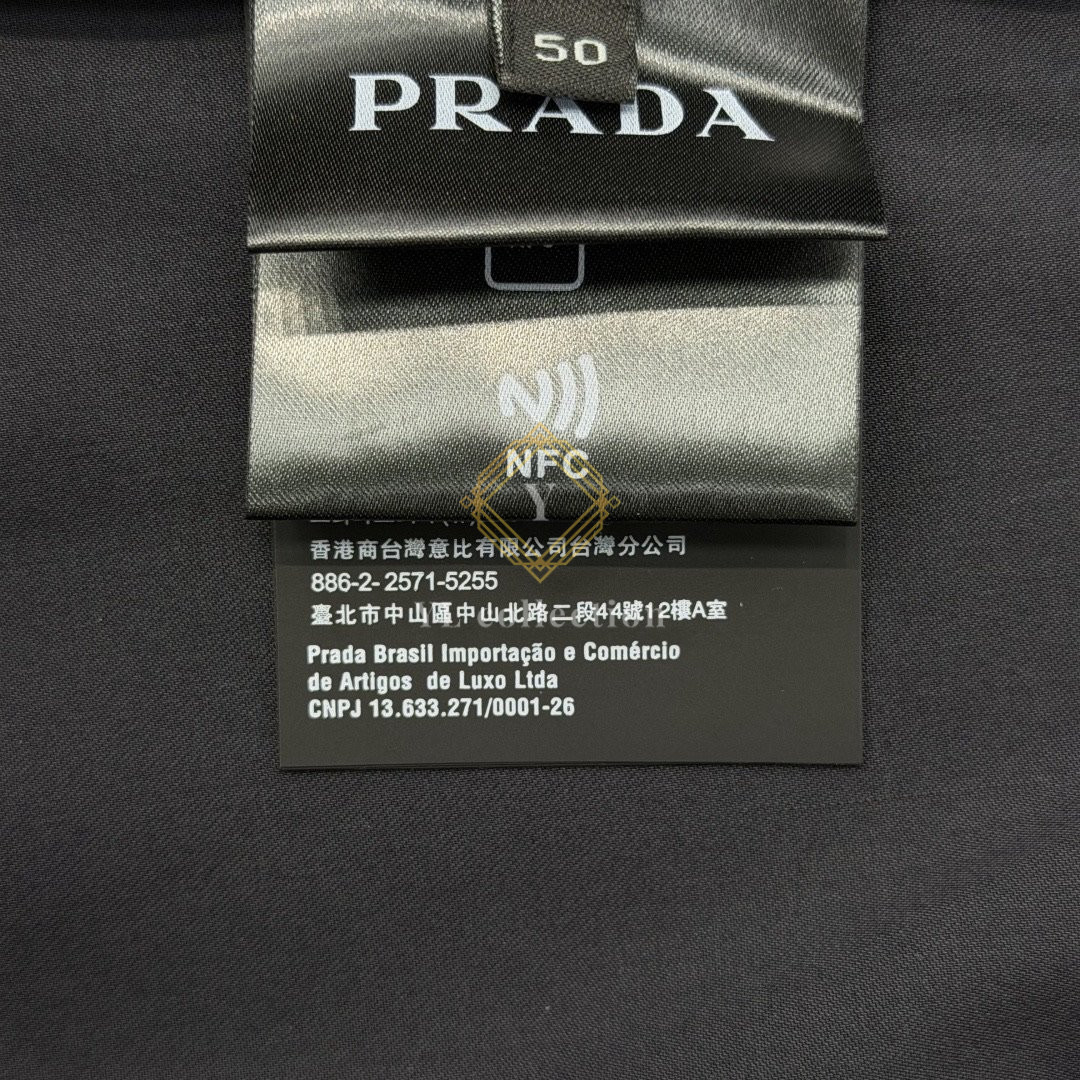 50
PRADA
NFC
Y
香港商台灣意比有限公司台灣分公司
886-2-2571-5255
臺北市中山區中山北路二段44號12樓A室
YL collection
Prada Brasil Importação e Comércio
de Artigos de Luxo Ltda
CNPJ 13.633.271/0001-26